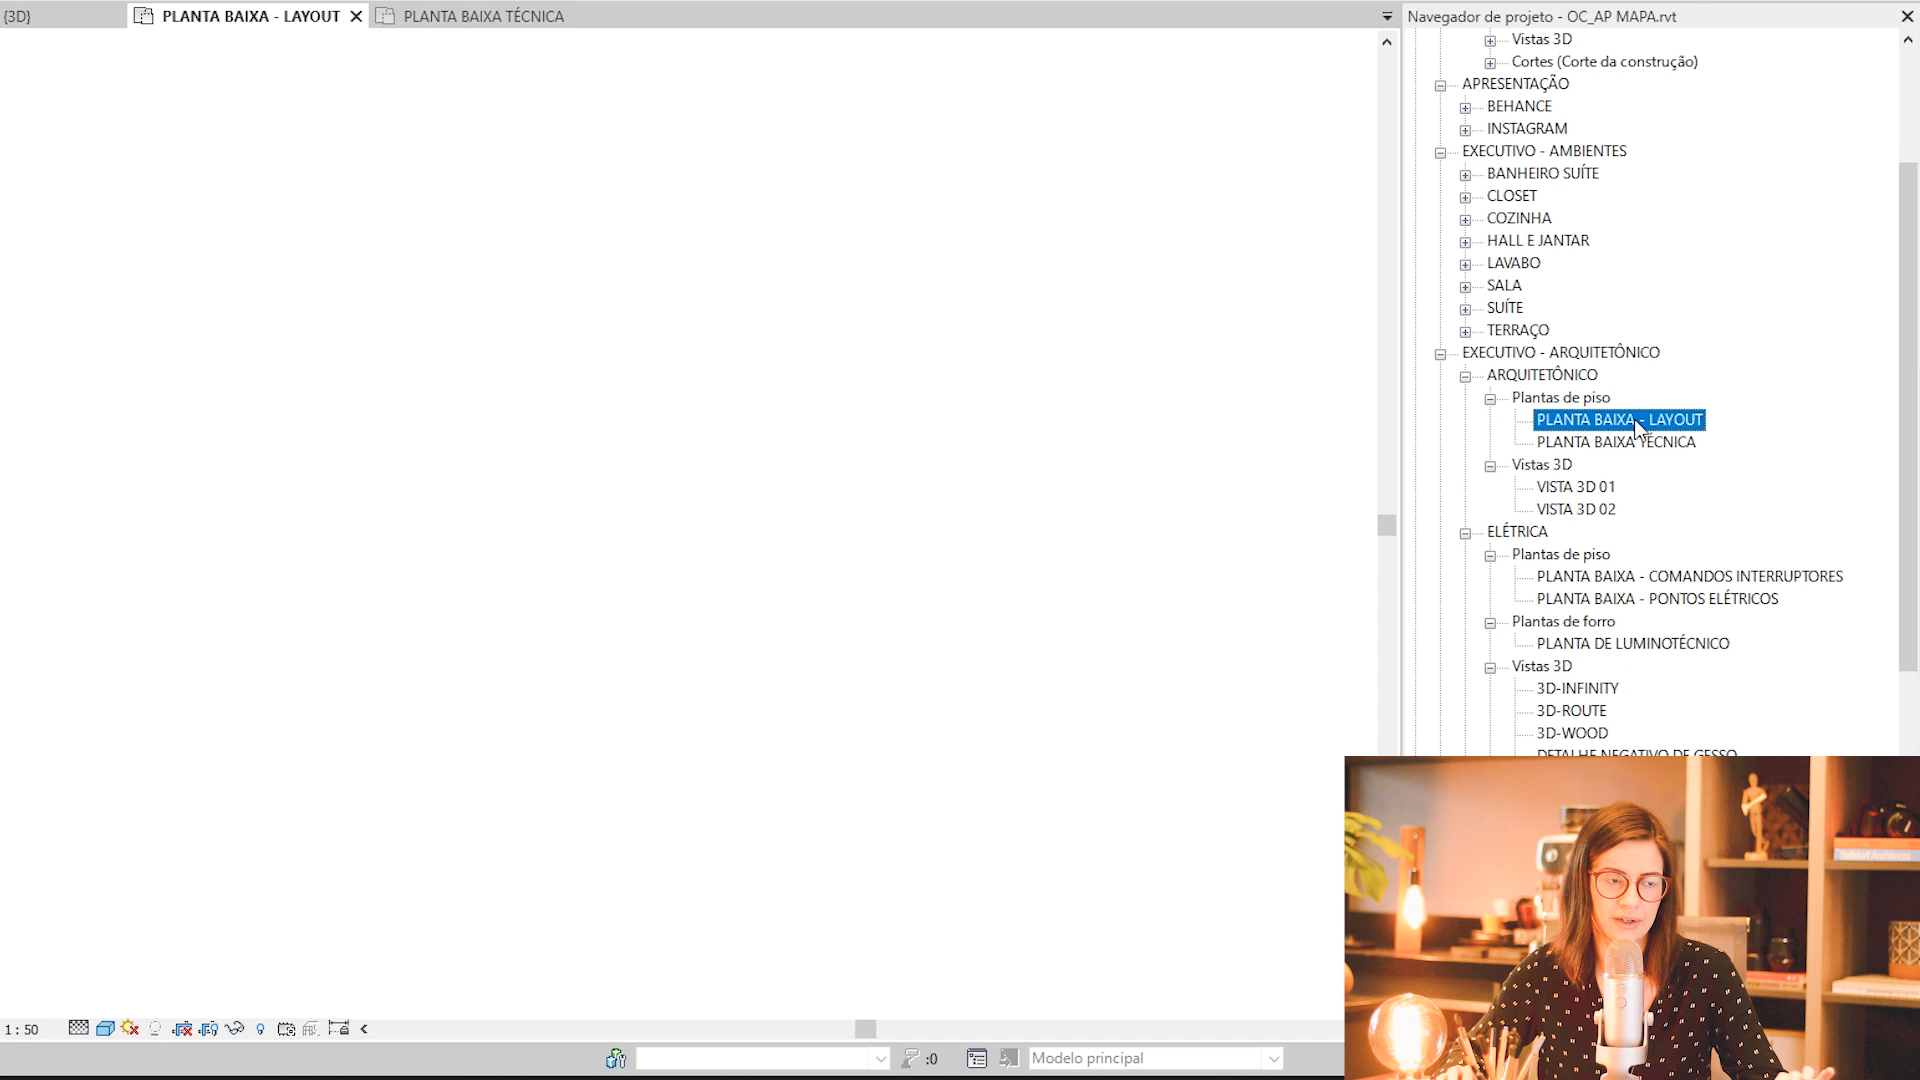 {3D}
PLANTA BAIXA - LAYOUT
PLANTA BAIXA TÉCNICA
Navegador de projeto - OC_AP MAPA.rvt
Vistas 3D
Cortes (Corte da construção)
APRESENTAÇÃO
BEHANCE
INSTAGRAM
EXECUTIVO - AMBIENTES
BANHEIRO SUÍTE
CLOSET
COZINHA
HALL E JANTAR
LAVABO
SALA
SUÍTE
TERRAÇO
EXECUTIVO - ARQUITETÔNICO
ARQUITETÔNICO
Plantas de piso
PLANTA BAIXA - LAYOUT
PLANTA BAIXA TÉCNICA
Vistas 3D
VISTA 3D 01
VISTA 3D 02
ELÉTRICA
Plantas de piso
PLANTA BAIXA - COMANDOS INTERRUPTORES
PLANTA BAIXA - PONTOS ELÉTRICOS
Plantas de forro
PLANTA DE LUMINOTÉCNICO
Vistas 3D
3D-INFINITY
3D-ROUTE
3D-WOOD
DETALHE NEGATIVO DE GESSO
1 : 50
:0
Modelo principal